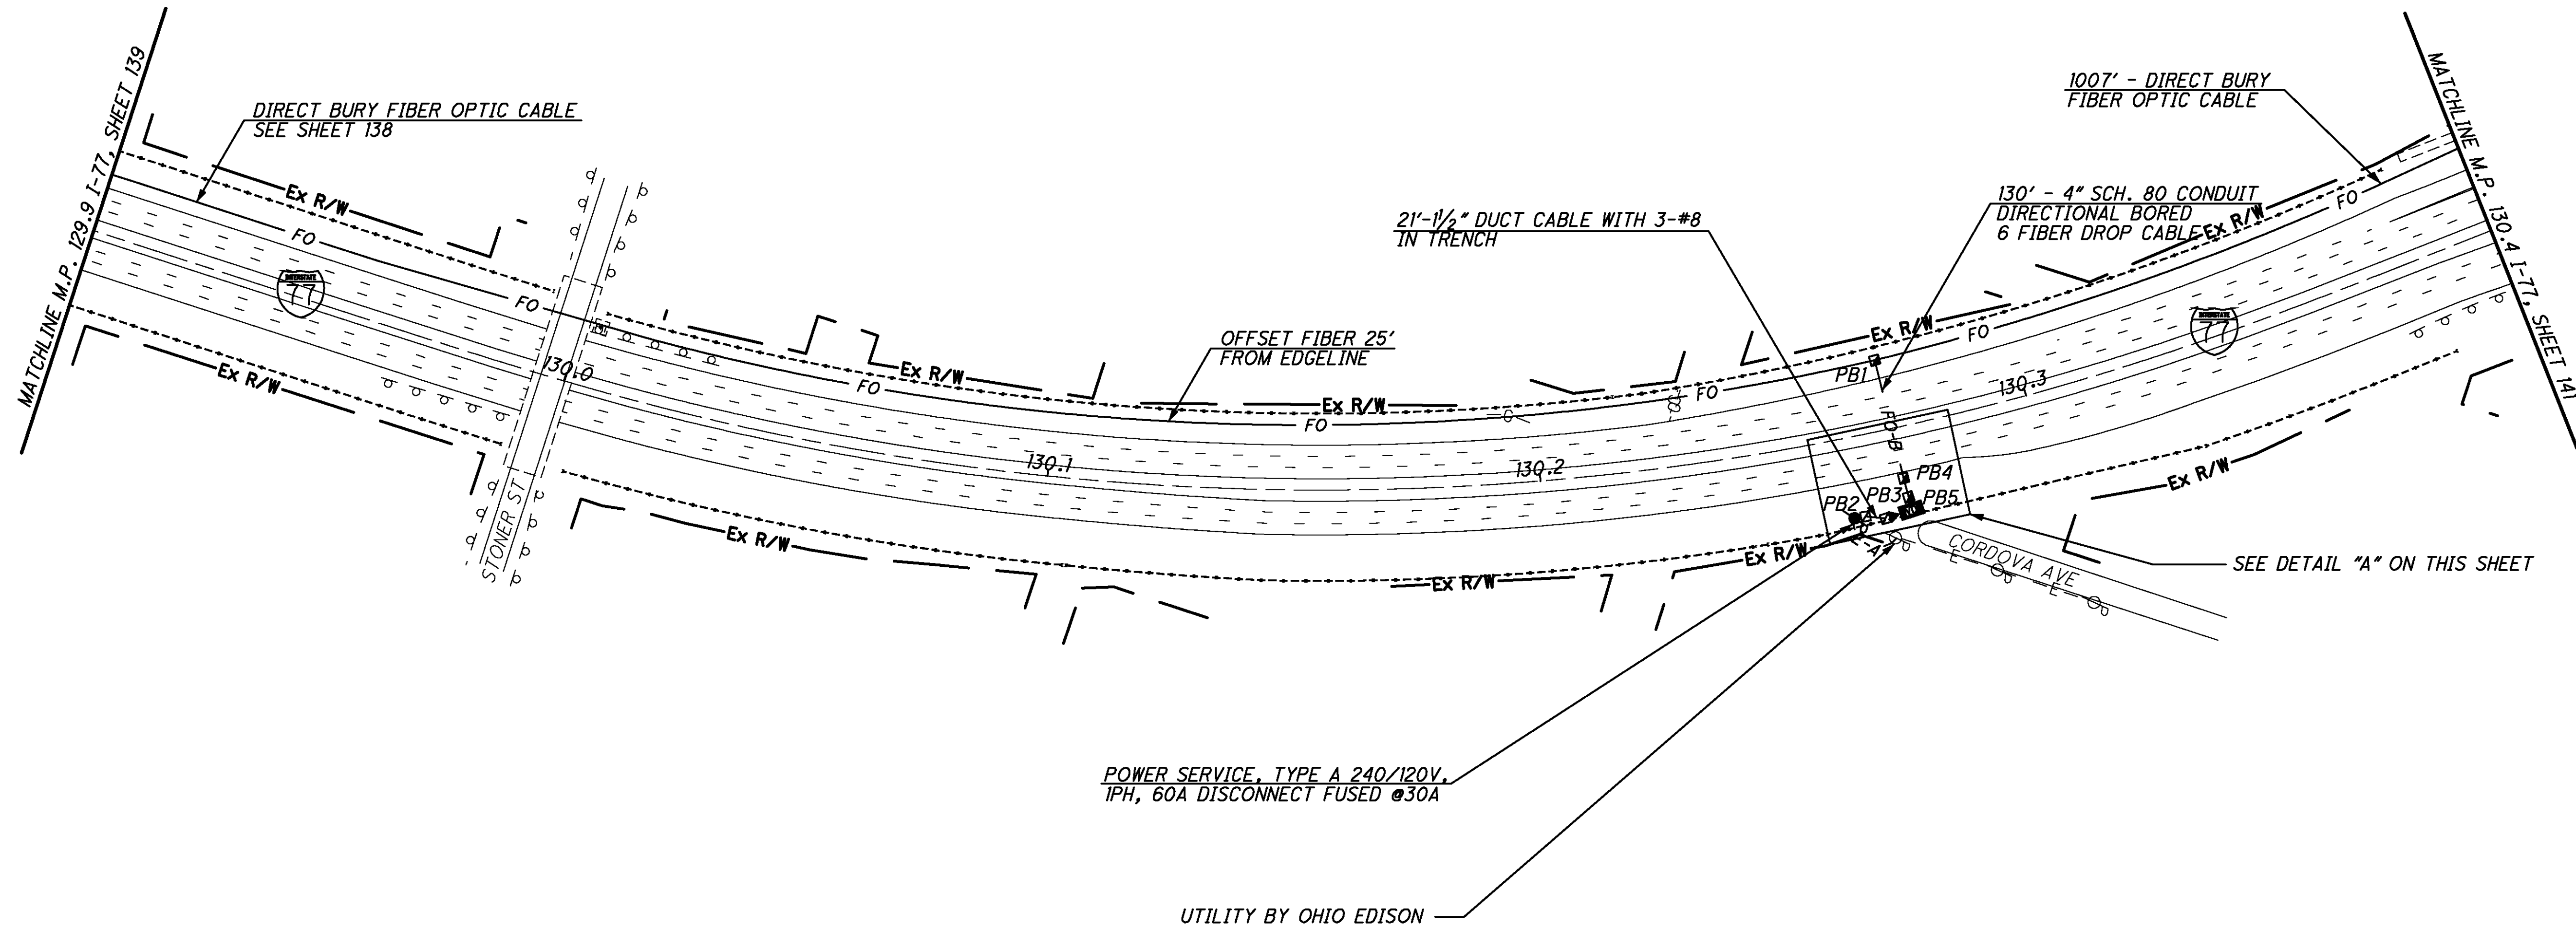 MATCHLINE M.P. 129.9 I-77, SHEET 139
DIRECT BURY FIBER OPTIC CABLE
SEE SHEET 138
Ex R/W
FO
INTERSTATE
77
FO
Ex R/W
130.0
STONER ST
FO
Ex R/W
OFFSET FIBER 25'
FROM EDGELINE
Ex R/W
FO
130.1
Ex R/W
130.2
Ex R/W
21'-1½" DUCT CABLE WITH 3-#8
IN TRENCH
FO
PB1
Ex R/W
FO
130' - 4" SCH. 80 CONDUIT
DIRECTIONAL BORED
6 FIBER DROP CABLE
Ex R/W
1007' - DIRECT BURY
FIBER OPTIC CABLE
FO
INTERSTATE
77
130.3
FO-B
PB4
PB3
PB5
PB2
E-A
Ex R/W
CORDOVA AVE
E
E
Ex R/W
SEE DETAIL "A" ON THIS SHEET
MATCHLINE M.P. 130.4 I-77, SHEET 141
POWER SERVICE, TYPE A 240/120V,
1PH, 60A DISCONNECT FUSED @30A
UTILITY BY OHIO EDISON